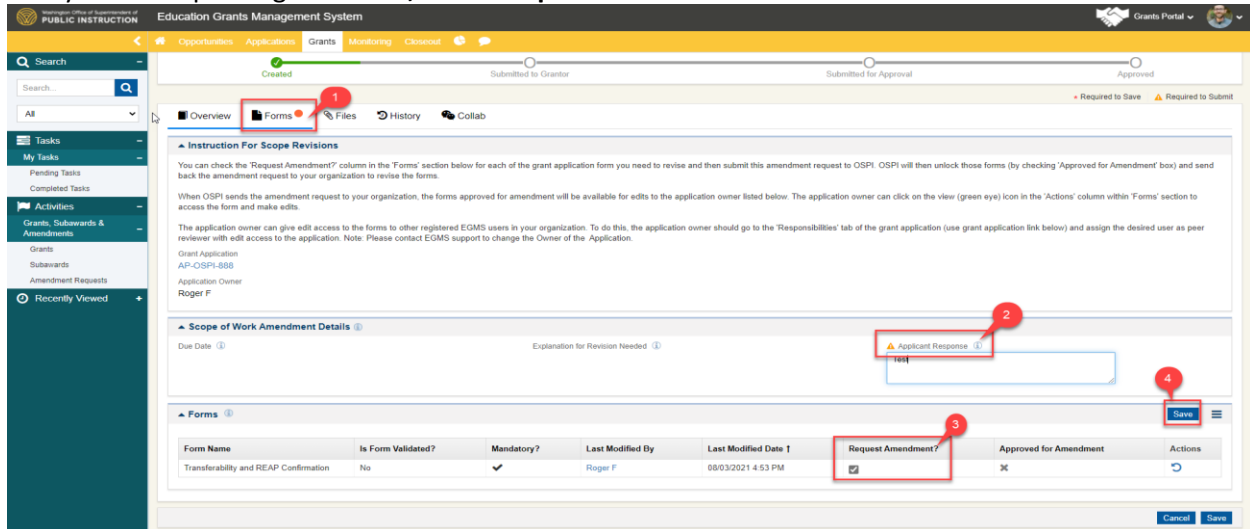 Washington Office of Superintendent of
PUBLIC INSTRUCTION
Education Grants Management System
Grants Portal
Opportunities Applications Grants Monitoring Closeout
Search
Search...
All
Tasks
My Tasks
Pending Tasks
Completed Tasks
Activities
Grants, Subawards &
Amendments
Grants
Subawards
Amendment Requests
Recently Viewed
Created
Submitted to Grantor
Submitted for Approval
Approved
Required to Save Required to Submit
1
Overview Forms Files History Collab
Instruction For Scope Revisions
You can check the 'Request Amendment?' column in the 'Forms' section below for each of the grant application form you need to revise and then submit this amendment request to OSPI. OSPI will then unlock those forms (by checking 'Approved for Amendment' box) and send
back the amendment request to your organization to revise the forms.
When OSPI sends the amendment request to your organization, the forms approved for amendment will be available for edits to the application owner listed below. The application owner can click on the view (green eye) icon in the 'Actions' column within 'Forms' section to
access the form and make edits.
The application owner can give edit access to the forms to other registered EGMS users in your organization. To do this, the application owner should go to the 'Responsibilities' tab of the grant application (use grant application link below) and assign the desired user as peer
reviewer with edit access to the application. Note: Please contact EGMS support to change the Owner of the Application.
Grant Application
AP-OSPI-888
Application Owner
Roger F
Scope of Work Amendment Details
2
Due Date Explanation for Revision Needed Applicant Response
Test
4
Forms
Save
3
Form Name Is Form Validated? Mandatory? Last Modified By Last Modified Date ↑ Request Amendment? Approved for Amendment Actions
Transferability and REAP Confirmation No Roger F 08/03/2021 4:53 PM
Cancel Save